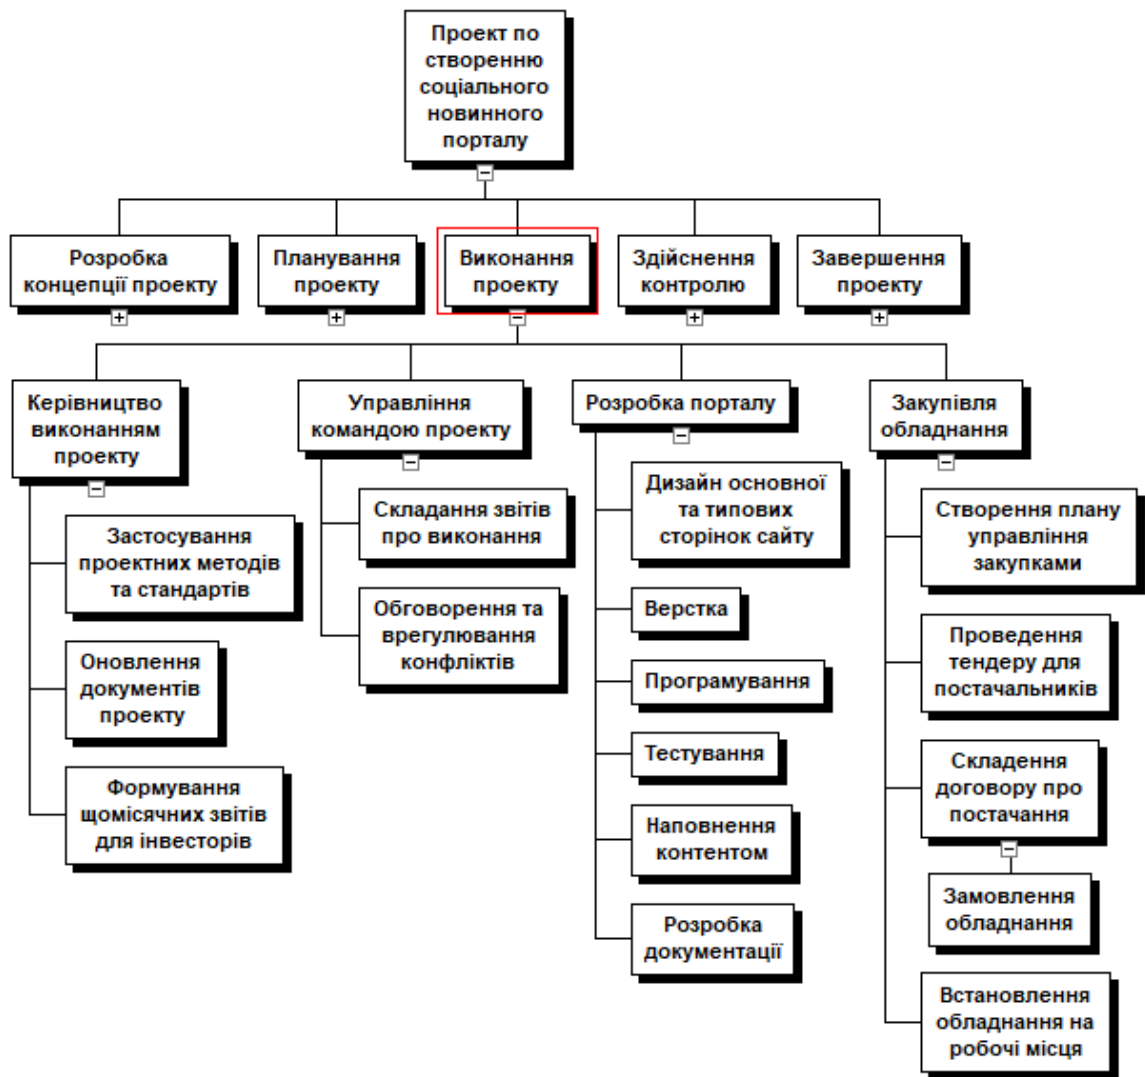 Проект по
створенню
соціального
новинного
порталу
Розробка
концепції проекту
Планування
проекту
Виконання
проекту
Здійснення
контролю
Завершення
проекту
Керівництво
виконанням
проекту
Застосування
проектних методів
та стандартів
Оновлення
документів
проекту
Формування
щомісячних звітів
для інвесторів
Управління
командою проекту
Складання звітів
про виконання
Обговорення та
врегулювання
конфліктів
Розробка порталу
Дизайн основної
та типових
сторінок сайту
Верстка
Програмування
Тестування
Наповнення
контентом
Розробка
документації
Закупівля
обладнання
Створення плану
управління
закупками
Проведення
тендеру для
постачальників
Складення
договору про
постачання
Замовлення
обладнання
Встановлення
обладнання на
робочі місця